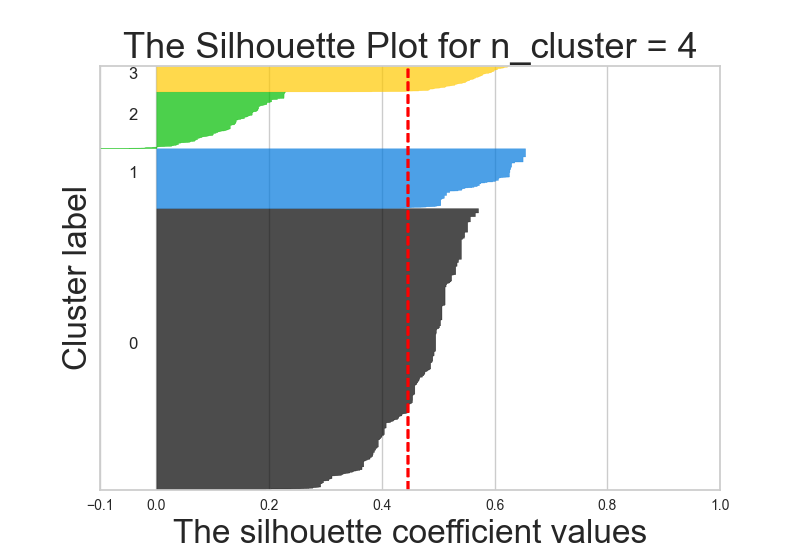 The Silhouette Plot for n_cluster = 4
3
2
1
0
Cluster label
−0.1 0.0 0.2 0.4 0.6 0.8 1.0
The silhouette coefficient values